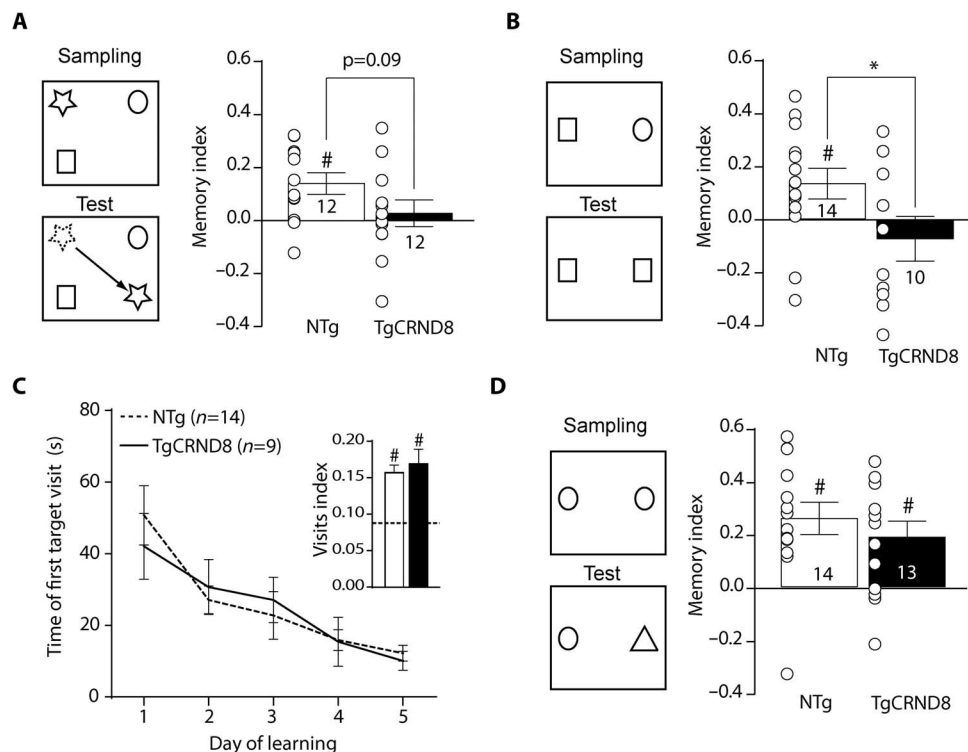 A
Sampling
Test
Memory index
0.6
0.4
0.2
0.0
−0.2
−0.4
p=0.09
#
12
12
NTg
TgCRND8
B
Sampling
Test
Memory index
0.6
0.4
0.2
0.0
−0.2
−0.4
*
#
14
10
NTg
TgCRND8
C
Time of first target visit (s)
80
60
40
20
0
NTg (n=14)
TgCRND8 (n=9)
Visits index
0.20
0.15
0.10
0.05
0.00
#
#
1 2 3 4 5
Day of learning
D
Sampling
Test
Memory index
0.6
0.4
0.2
0.0
−0.2
−0.4
#
#
14
13
NTg
TgCRND8